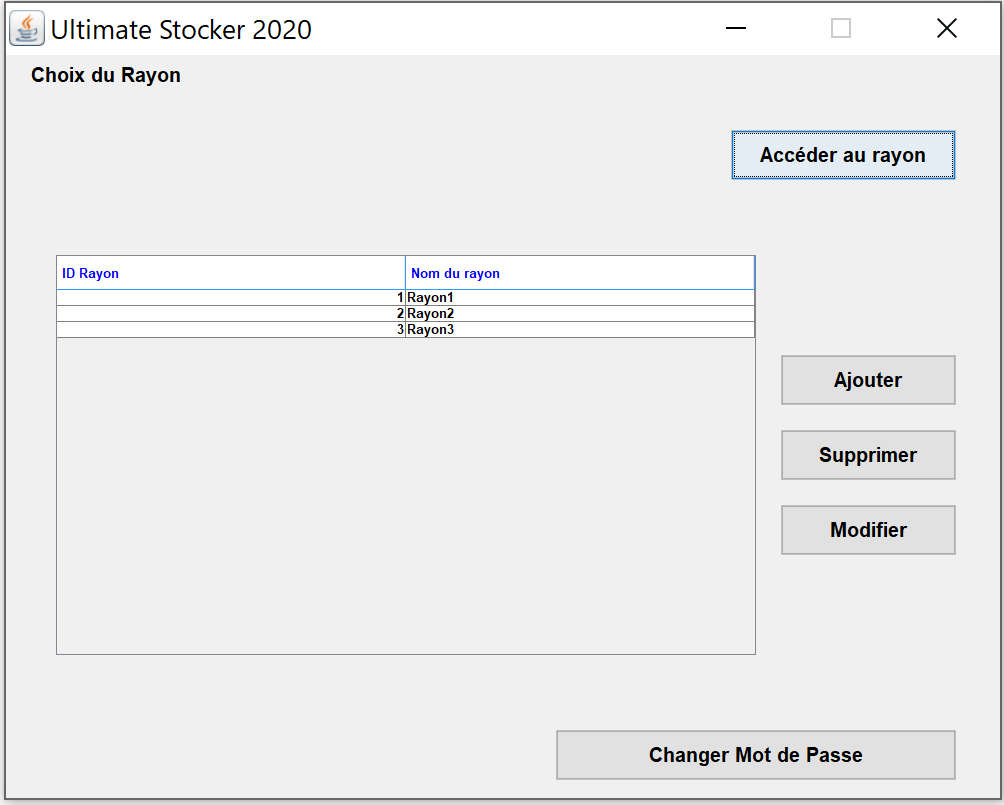 Ultimate Stocker 2020
Choix du Rayon
Accéder au rayon
ID Rayon Nom du rayon
1 Rayon1
2 Rayon2
3 Rayon3
Ajouter
Supprimer
Modifier
Changer Mot de Passe